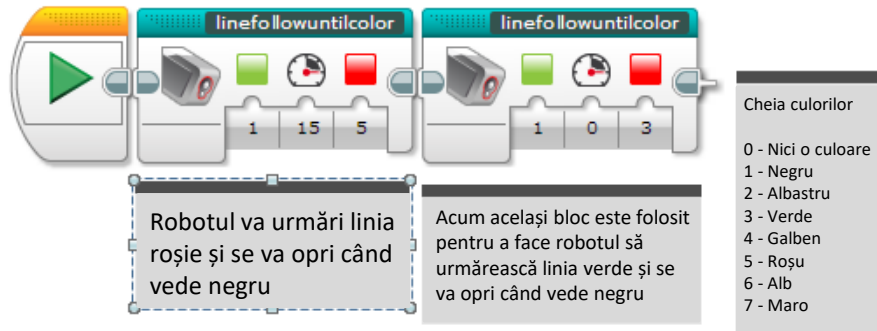 linefollowuntilcolor
linefollowuntilcolor
1 15 5
1 0 3
Robotul va urmări linia
roșie și se va opri când
vede negru
Acum același bloc este folosit
pentru a face robotul să
urmărească linia verde și se
va opri când vede negru
Cheia culorilor
0 - Nici o culoare
1 - Negru
2 - Albastru
3 - Verde
4 - Galben
5 - Roșu
6 - Alb
7 - Maro